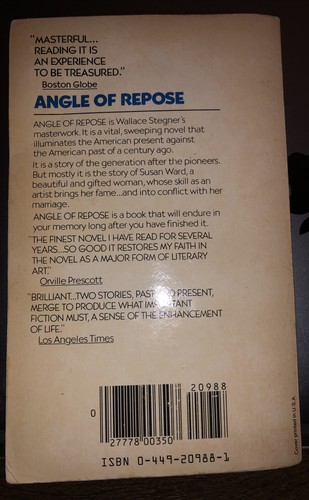 "MASTERFUL...
READING IT IS
AN EXPERIENCE
TO BE TREASURED."
Boston Globe
ANGLE OF REPOSE
ANGLE OF REPOSE is Wallace Stegner's
masterwork. It is a vital, sweeping novel that
illuminates the American present against
the American past of a century ago.
It is a story of the generation after the pioneers.
But mostly it is the story of Susan Ward, a
beautiful and gifted woman, whose skill as an
artist brings her fame...and into conflict with her
marriage.
ANGLE OF REPOSE is a book that will endure in
your memory long after you have finished it.
"THE FINEST NOVEL I HAVE READ FOR SEVERAL
YEARS...SO GOOD IT RESTORES MY FAITH IN
THE NOVEL AS A MAJOR FORM OF LITERARY
ART."
Orville Prescott
"BRILLIANT...TWO STORIES, PAST AND PRESENT,
MERGE TO PRODUCE WHAT IMPORTANT
FICTION MUST, A SENSE OF THE ENHANCEMENT
OF LIFE."
Los Angeles Times
20988
0
27778 00350
ISBN 0-449-20988-1
Cover printed in U.S.A.